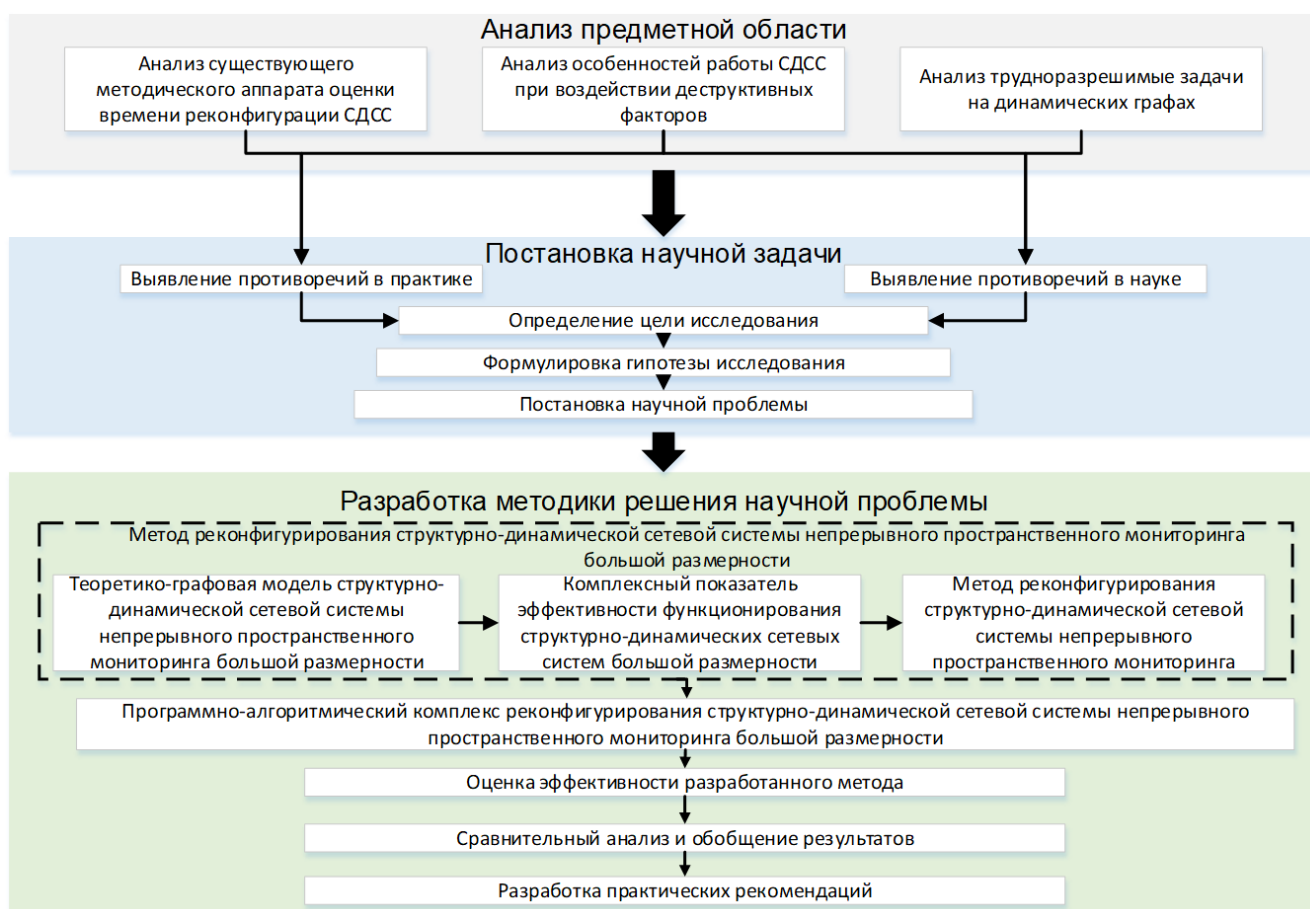 Анализ предметной области
Анализ существующего
методического аппарата оценки
времени реконфигурации СДСС
Анализ особенностей работы СДСС
при воздействии деструктивных
факторов
Анализ трудноразрешимые задачи
на динамических графах
Постановка научной задачи
Выявление противоречий в практике
Выявление противоречий в науке
Определение цели исследования
Формулировка гипотезы исследования
Постановка научной проблемы
Разработка методики решения научной проблемы
Метод реконфигурирования структурно-динамической сетевой системы непрерывного пространственного мониторинга
большой размерности
Теоретико-графовая модель структурно-
динамической сетевой системы
непрерывного пространственного
мониторинга большой размерности
Комплексный показатель
эффективности функционирования
структурно-динамических сетевых
систем большой размерности
Метод реконфигурирования
структурно-динамической сетевой
системы непрерывного
пространственного мониторинга
Программно-алгоритмический комплекс реконфигурирования структурно-динамической сетевой системы непрерывного
пространственного мониторинга большой размерности
Оценка эффективности разработанного метода
Сравнительный анализ и обобщение результатов
Разработка практических рекомендаций